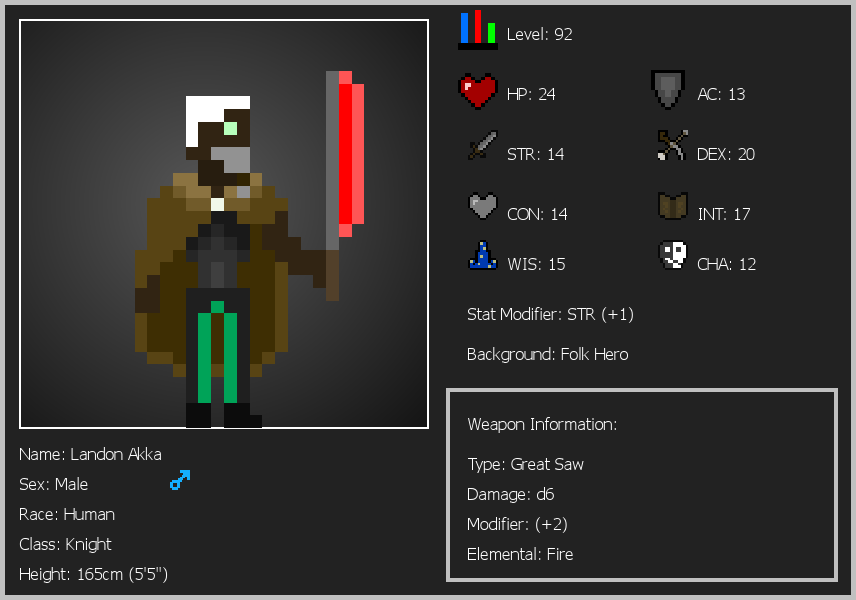 Level: 92
HP: 24
AC: 13
STR: 14
DEX: 20
CON: 14
INT: 17
WIS: 15
CHA: 12
Stat Modifier: STR (+1)
Background: Folk Hero
Weapon Information:
Type: Great Saw
Damage: d6
Modifier: (+2)
Elemental: Fire
Name: Landon Akka
Sex: Male
Race: Human
Class: Knight
Height: 165cm (5'5")